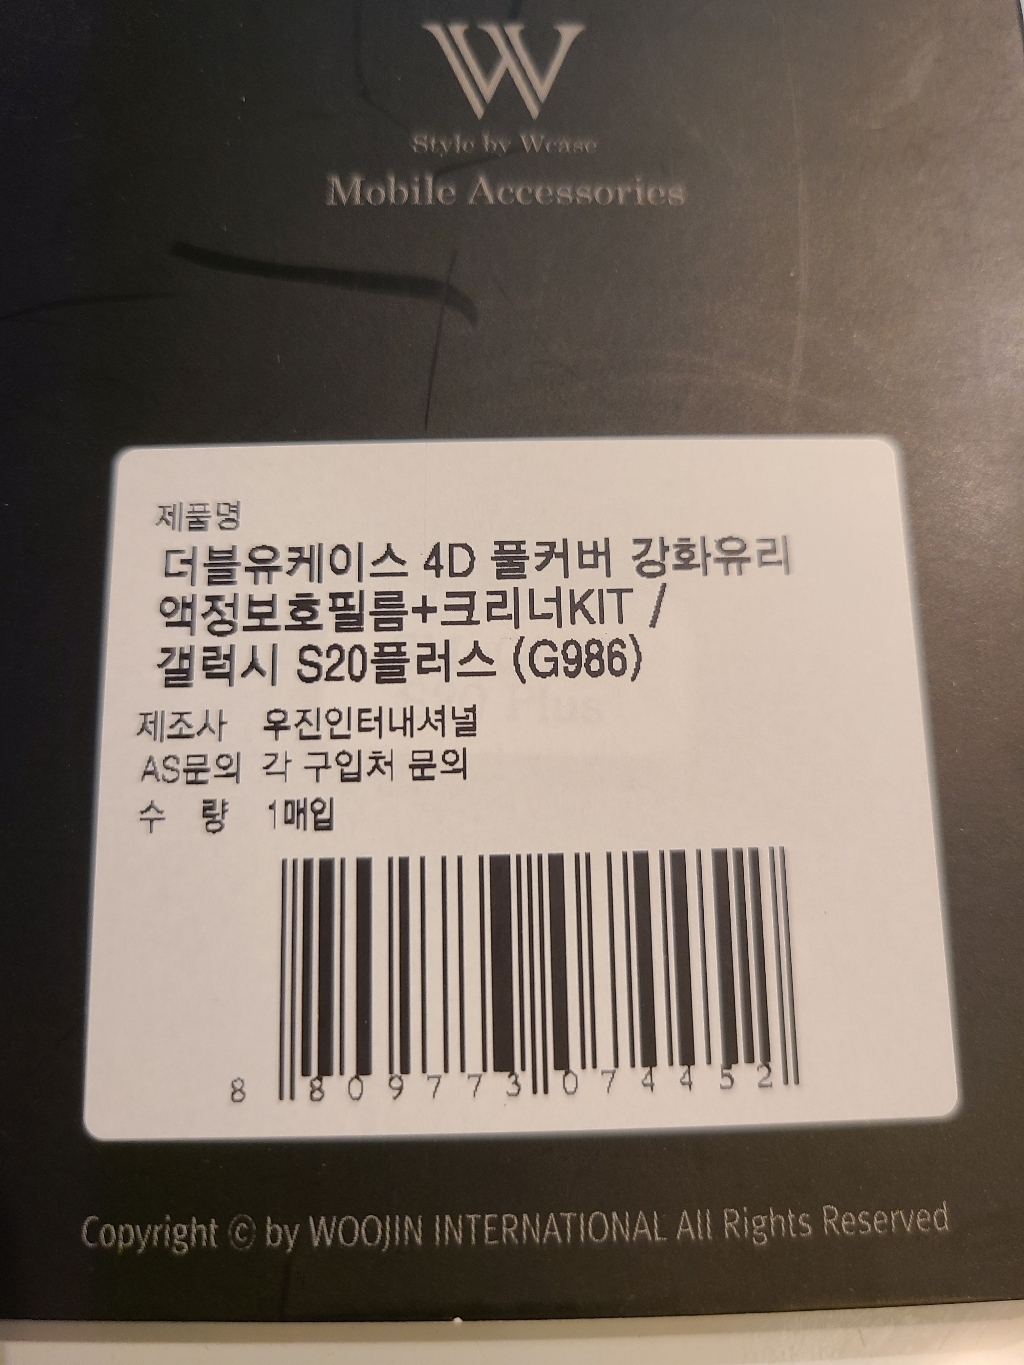 W
Style by Wcase
Mobile Accessories
제품명
더블유케이스 4D 풀커버 강화유리
액정보호필름+크리너KIT /
갤럭시 S20플러스 (G986)
제조사 우진인터내셔널
AS문의 각 구입처 문의
수 량 1매입
8 809773 074452
Copyright © by WOOJIN INTERNATIONAL All Rights Reserved